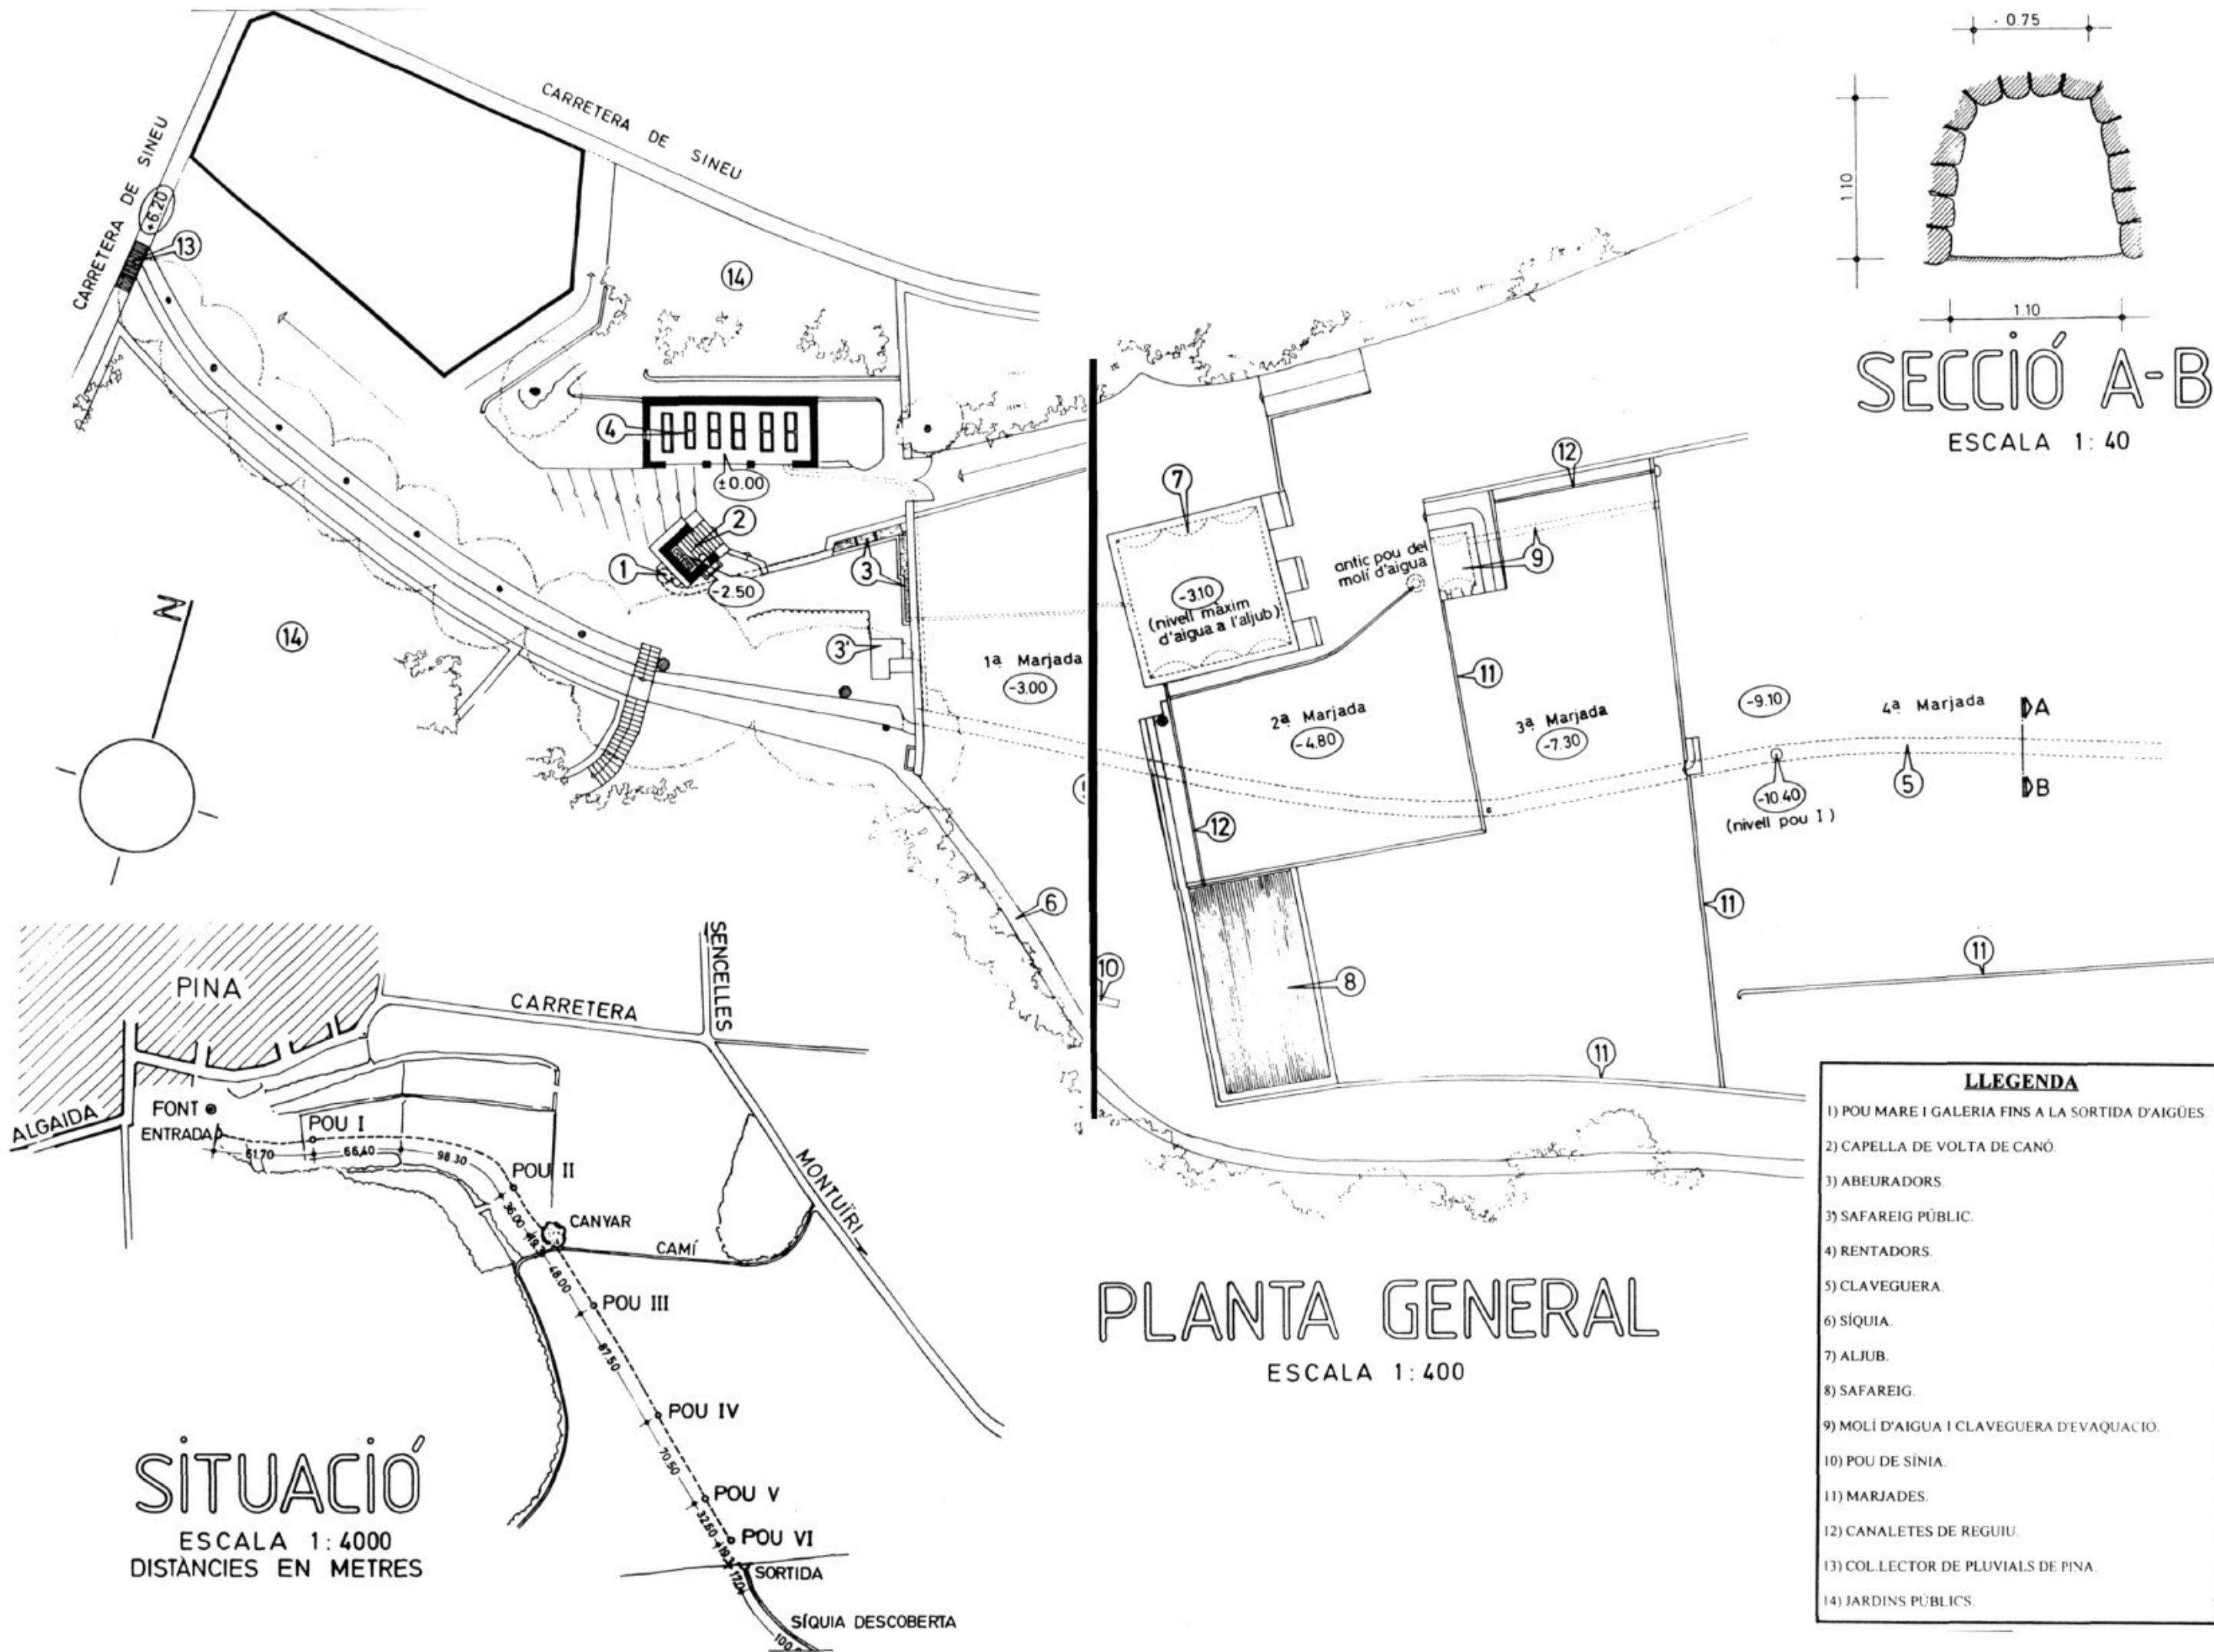 CARRETERA DE SINEU
CARRETERA DE SINEU
+6.20
13
14
4
±0.00
2
1
-2.50
3
3'
14
N
1ª Marjada
-3.00
6
10
7
-3.10
(nivell màxim
d'aigua a l'aljub)
antic pou del
molí d'aigua
9
12
11
2ª Marjada
-4.80
3ª Marjada
-7.30
-9.10
4ª Marjada
A
B
5
-10.40
(nivell pou I)
12
8
11
11
11
0.75
1.10
1.10
SECCIÓ A-B
ESCALA 1:40
PINA
ALGAIDA
FONT
ENTRADA
POU I
61.70
66.40
98.30
POU II
36.00
CANYAR
CAMÍ
48.00
POU III
87.50
POU IV
70.50
POU V
32.60
POU VI
SORTIDA
SÍQUIA DESCOBERTA
CARRETERA
SENCELLES
MONTUÏRI
SITUACIÓ
ESCALA 1:4000
DISTÀNCIES EN METRES
PLANTA GENERAL
ESCALA 1:400
LLEGENDA
1) POU MARE I GALERIA FINS A LA SORTIDA D'AIGÜES
2) CAPELLA DE VOLTA DE CANÓ.
3) ABEURADORS.
3') SAFAREIG PÚBLIC.
4) RENTADORS.
5) CLAVEGUERA.
6) SÍQUIA.
7) ALJUB.
8) SAFAREIG.
9) MOLÍ D'AIGUA I CLAVEGUERA D'EVAQUACIÓ.
10) POU DE SÍNIA.
11) MARJADES.
12) CANALETES DE REGUIU.
13) COL.LECTOR DE PLUVIALS DE PINA.
14) JARDINS PÚBLICS.